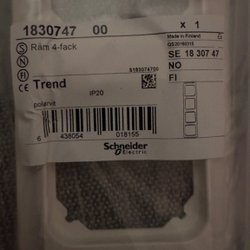 1830747 00
x 1
Ram 4-fack
Made in Finland
S183074700
SE 18 307 47
NO
FI
Trend
IP20
polarvit
6 438054 018155
Schneider
Electric